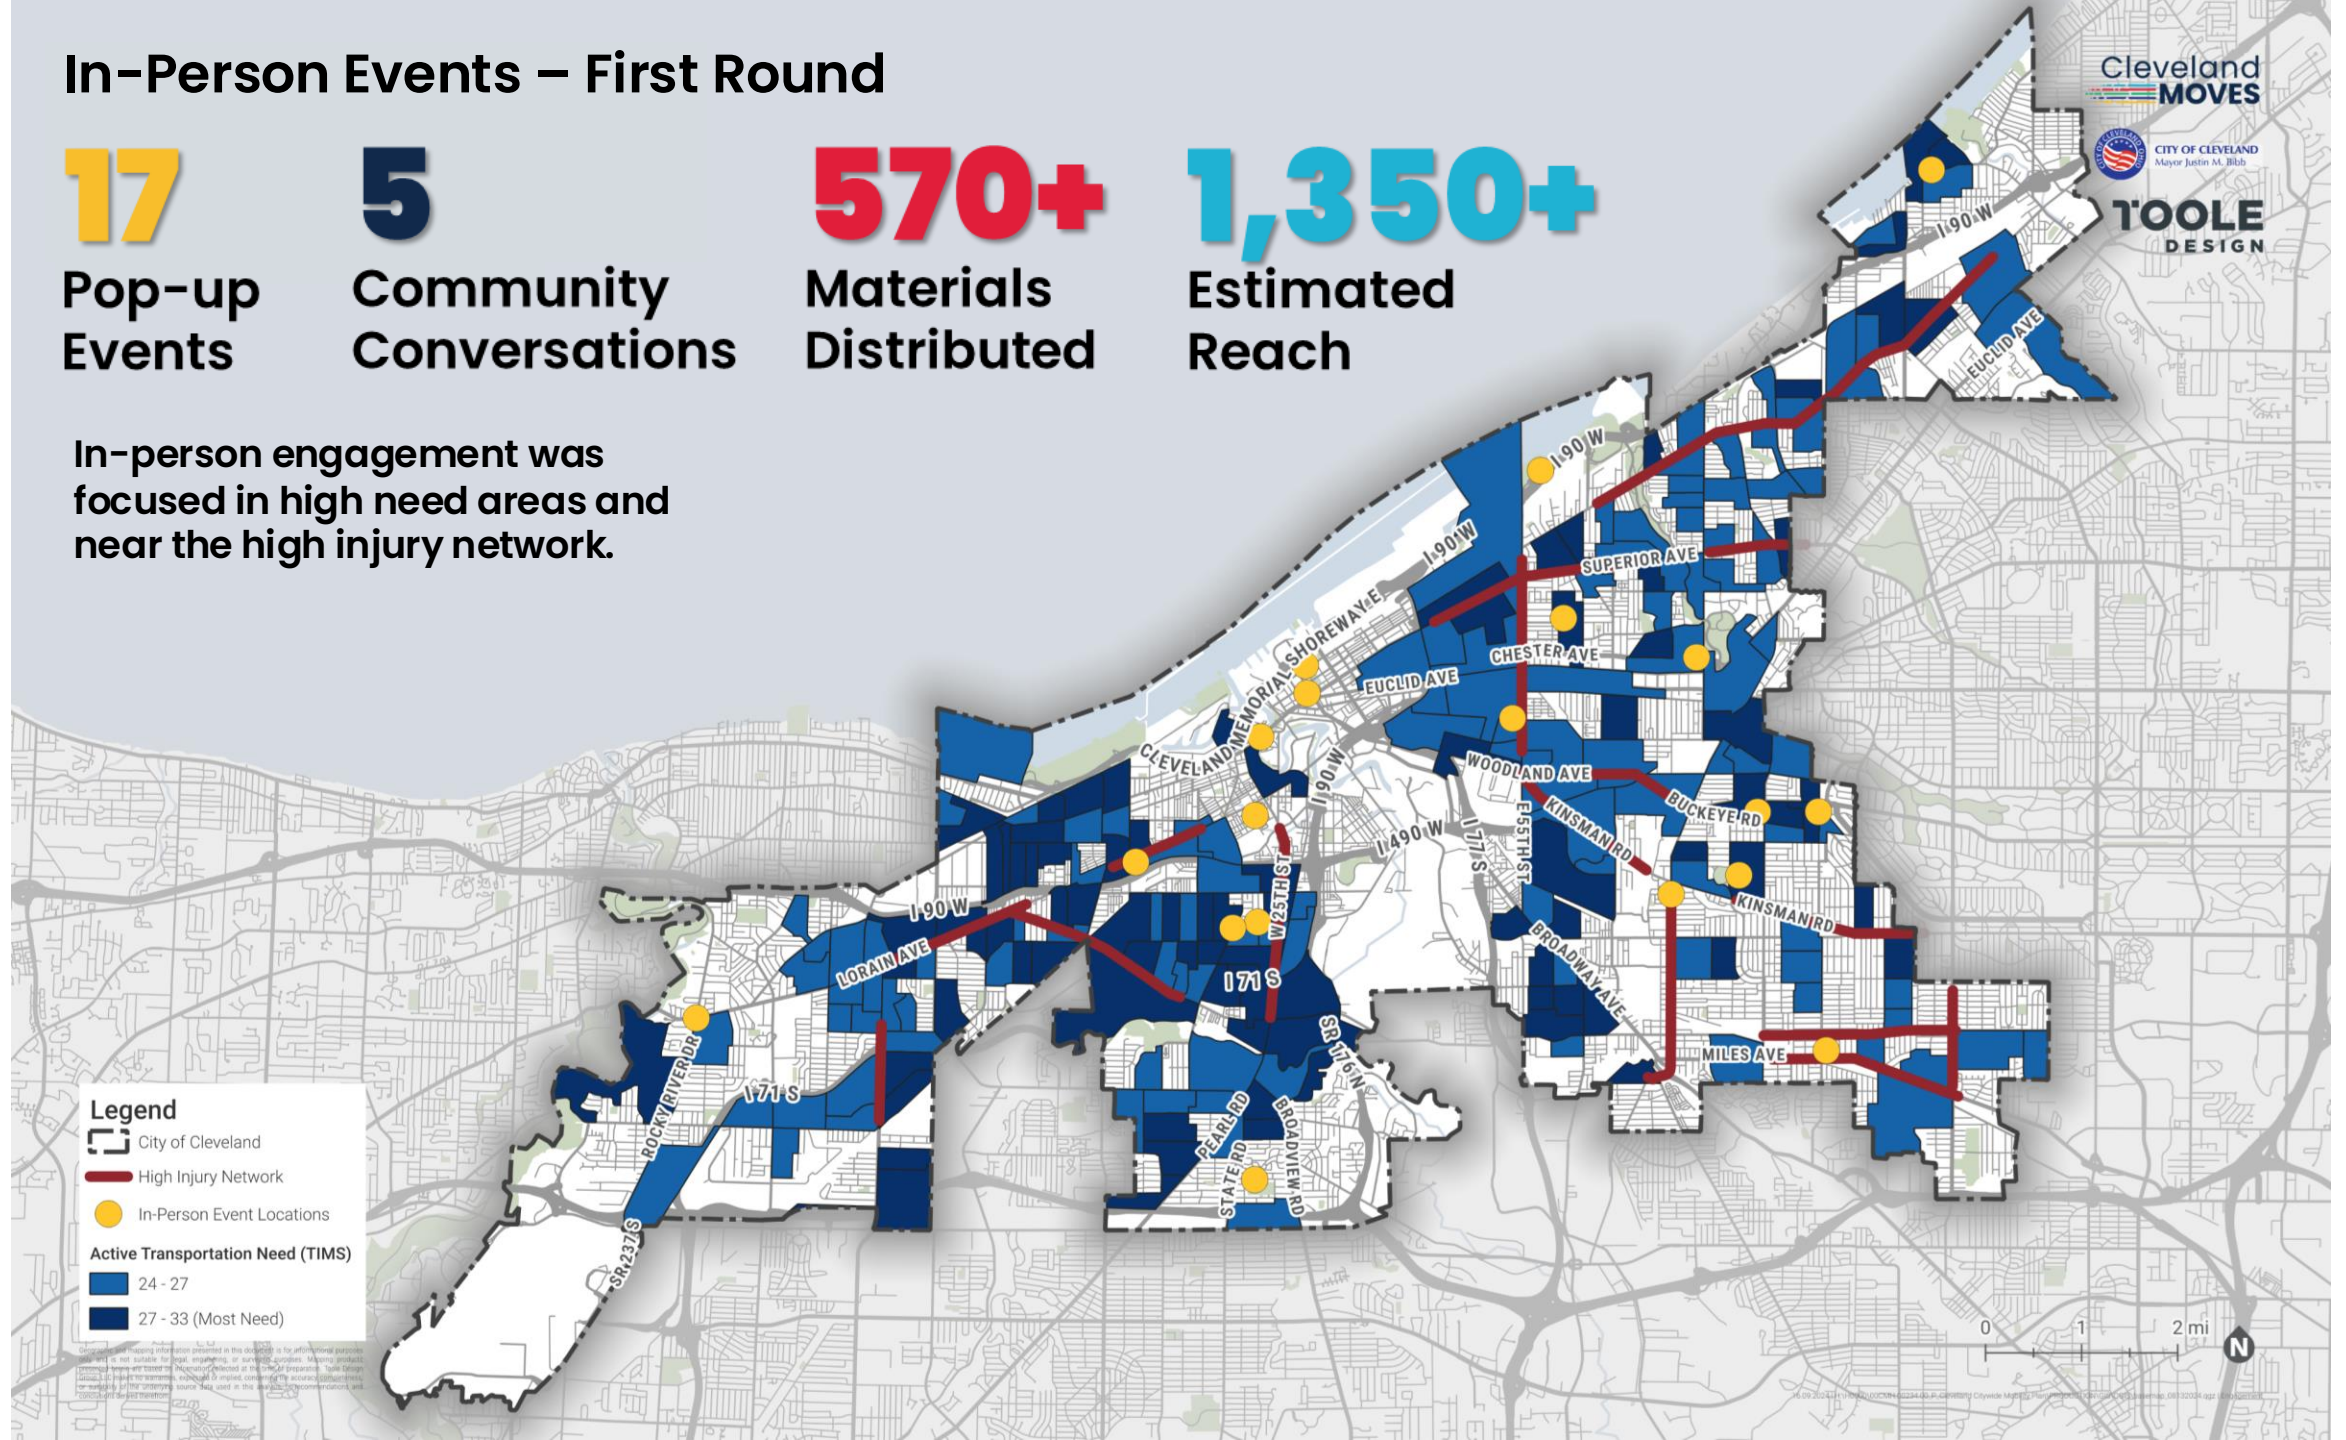 In-Person Events – First Round
17
Pop-up
Events
5
Community
Conversations
570+
Materials
Distributed
1,350+
Estimated
Reach
In-person engagement was
focused in high need areas and
near the high injury network.
Cleveland
MOVES
CITY OF CLEVELAND
Mayor Justin M. Bibb
TOOLE
DESIGN
I 90 W
EUCLID AVE
I 90 W
I 90 W
SUPERIOR AVE
CLEVELAND MEMORIAL SHOREWAY E
CHESTER AVE
EUCLID AVE
WOODLAND AVE
I 90 W
BUCKEYE RD
KINSMAN RD
E 55TH ST
I 77 S
I 490 W
W 25TH ST
I 90 W
KINSMAN RD
LORAIN AVE
BROADWAY AVE
I 71 S
SR 176 N
MILES AVE
ROCKY RIVER DR
I 71 S
PEARL RD
BROADVIEW RD
STATE RD
SR 237 S
Legend
City of Cleveland
High Injury Network
In-Person Event Locations
Active Transportation Need (TIMS)
24 - 27
27 - 33 (Most Need)
0 1 2 mi
N